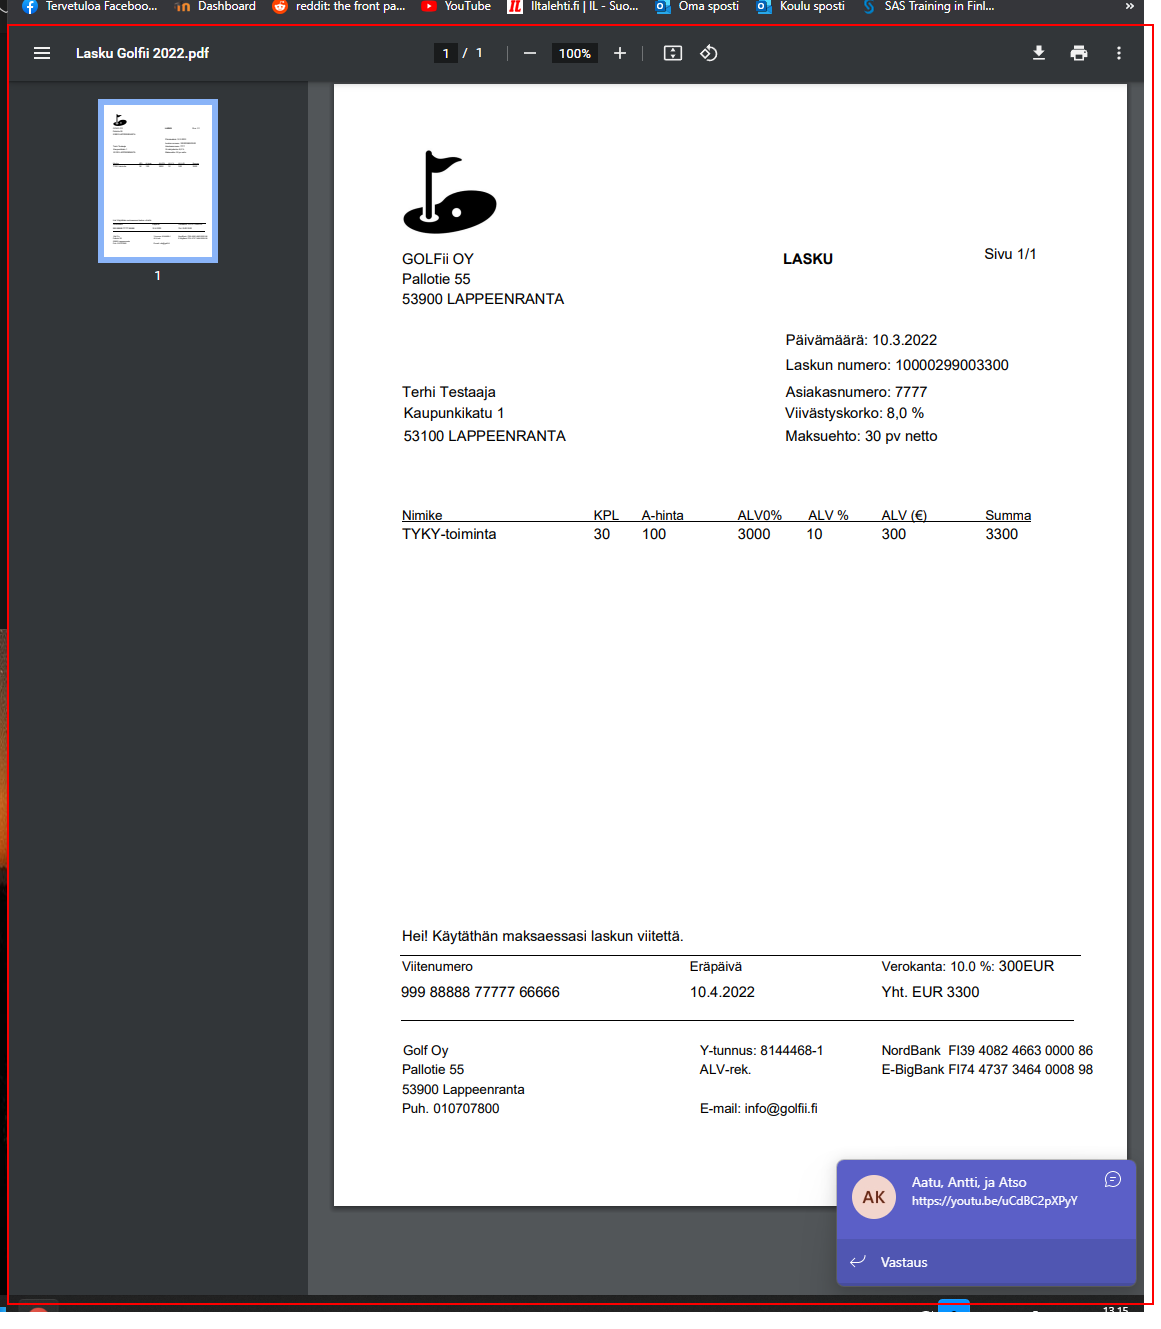 Tervetuloa Faceboo... Dashboard reddit: the front pa... YouTube Iltalehti.fi | IL - Suo... Oma sposti Koulu sposti SAS Training in Finl... »
Lasku Golfii 2022.pdf 1 / 1 100%
1
GOLFii OY LASKU Sivu 1/1
Pallotie 55
53900 LAPPEENRANTA
Päivämäärä: 10.3.2022
Laskun numero: 10000299003300
Terhi Testaaja Asiakasnumero: 7777
Kaupunkikatu 1 Viivästyskorko: 8,0 %
53100 LAPPEENRANTA Maksuehto: 30 pv netto
Nimike KPL A-hinta ALV0% ALV % ALV (€) Summa
TYKY-toiminta 30 100 3000 10 300 3300
Hei! Käytäthän maksaessasi laskun viitettä.
Viitenumero Eräpäivä Verokanta: 10.0 %: 300EUR
999 88888 77777 66666 10.4.2022 Yht. EUR 3300
Golf Oy Y-tunnus: 8144468-1 NordBank FI39 4082 4663 0000 86
Pallotie 55 ALV-rek. E-BigBank FI74 4737 3464 0008 98
53900 Lappeenranta
Puh. 010707800 E-mail: info@golfii.fi
AK Aatu, Antti, ja Atso
https://youtu.be/uCdBC2pXPyY
Vastaus
13.15